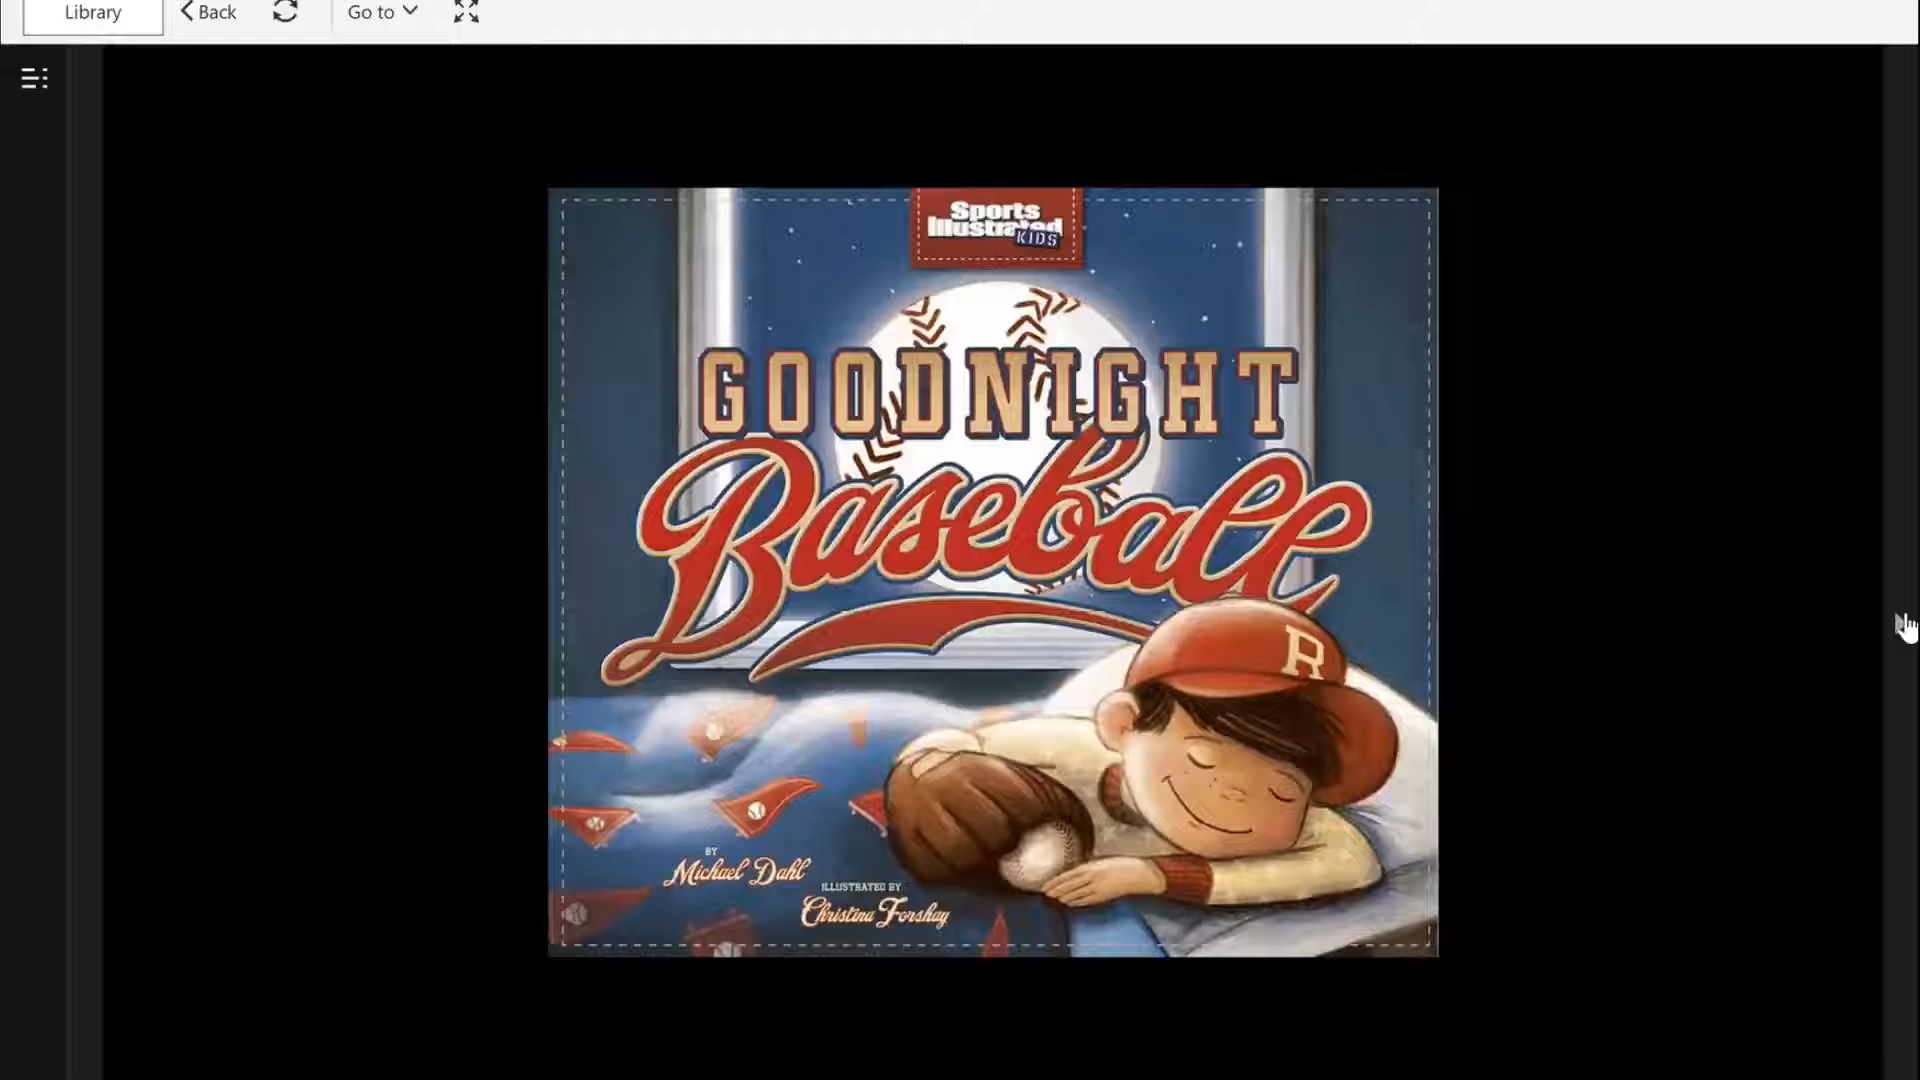 Library
Back
Go to
Sports
Illustrated
KIDS
GOODNIGHT
Baseball
R
BY
Michael Dahl
ILLUSTRATED BY
Christina Forshay